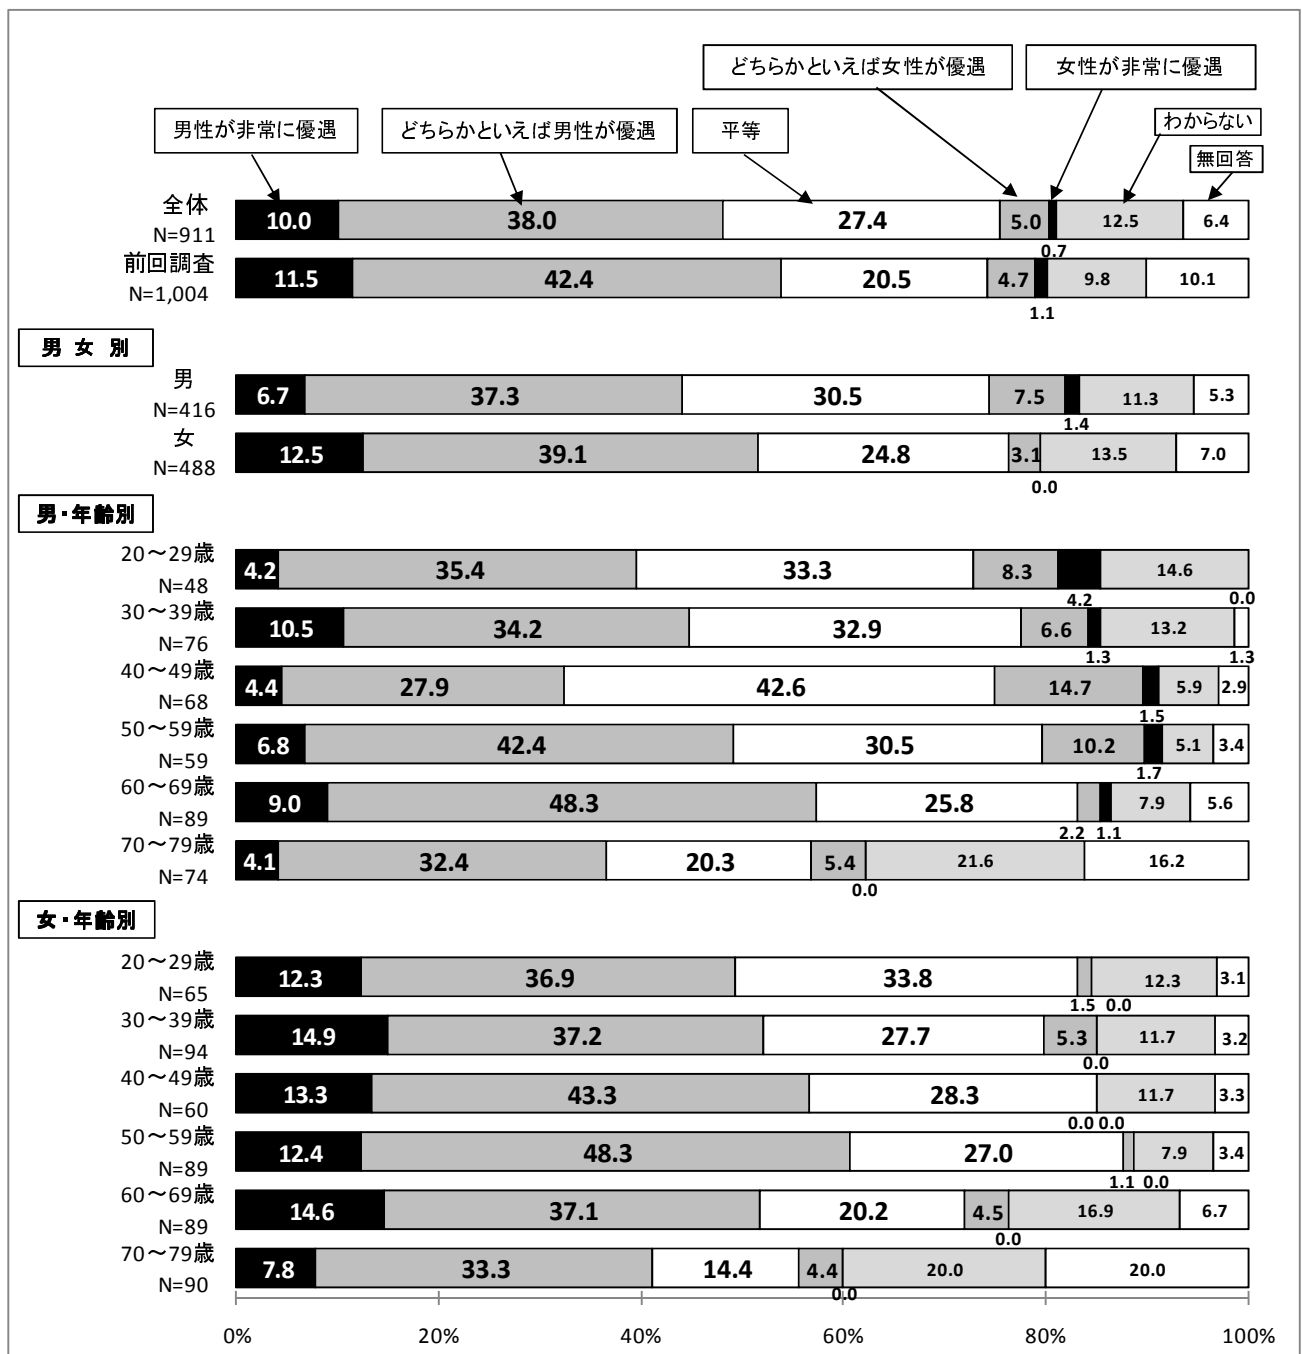 どちらかといえば女性が優遇 女性が非常に優遇
男性が非常に優遇 どちらかといえば男性が優遇 平等 わからない
無回答
全体
N=911
10.0 38.0 27.4 5.0 0.7 12.5 6.4
前回調査
N=1,004
11.5 42.4 20.5 4.7 1.1 9.8 10.1
男女別
男
N=416
6.7 37.3 30.5 7.5 1.4 11.3 5.3
女
N=488
12.5 39.1 24.8 3.1 0.0 13.5 7.0
男・年齢別
20～29歳
N=48
4.2 35.4 33.3 8.3 4.2 14.6 0.0
30～39歳
N=76
10.5 34.2 32.9 6.6 1.3 13.2 1.3
40～49歳
N=68
4.4 27.9 42.6 14.7 1.5 5.9 2.9
50～59歳
N=59
6.8 42.4 30.5 10.2 1.7 5.1 3.4
60～69歳
N=89
9.0 48.3 25.8 2.2 1.1 7.9 5.6
70～79歳
N=74
4.1 32.4 20.3 5.4 0.0 21.6 16.2
女・年齢別
20～29歳
N=65
12.3 36.9 33.8 1.5 0.0 12.3 3.1
30～39歳
N=94
14.9 37.2 27.7 5.3 0.0 11.7 3.2
40～49歳
N=60
13.3 43.3 28.3 0.0 0.0 11.7 3.3
50～59歳
N=89
12.4 48.3 27.0 1.1 0.0 7.9 3.4
60～69歳
N=89
14.6 37.1 20.2 4.5 0.0 16.9 6.7
70～79歳
N=90
7.8 33.3 14.4 4.4 0.0 20.0 20.0
0% 20% 40% 60% 80% 100%